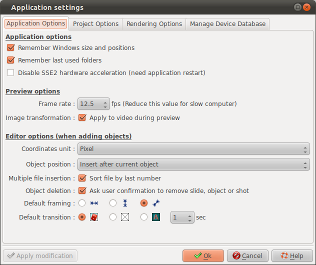 Application settings
Application Options Project Options Rendering Options Manage Device Database
Application options
Remember Windows size and positions
Remember last used folders
Disable SSE2 hardware acceleration (need application restart)
Preview options
Frame rate : 12.5 fps (Reduce this value for slow computer)
Image transformation : Apply to video during preview
Editor options (when adding objects)
Coordinates unit : Pixel
Object position : Insert after current object
Multiple file insertion : Sort file by last number
Object deletion : Ask user confirmation to remove slide, object or shot
Default framing :
Default transition : 1 sec
Apply modification Ok Cancel Help